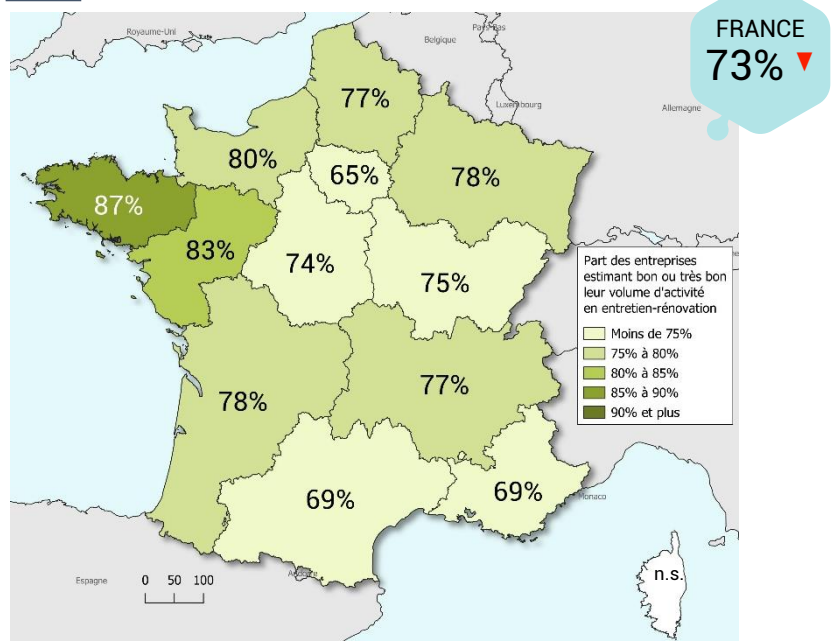 FRANCE
73%
Royaume-Uni
Belgique
Pays-Bas
Luxembourg
Allemagne
77%
80%
65%
78%
87%
83%
74%
75%
Part des entreprises
estimant bon ou très bon
leur volume d'activité
en entretien-rénovation
Moins de 75%
75% à 80%
80% à 85%
85% à 90%
90% et plus
78%
77%
69%
69%
Monaco
Andorre
Espagne
0 50 100
n.s.